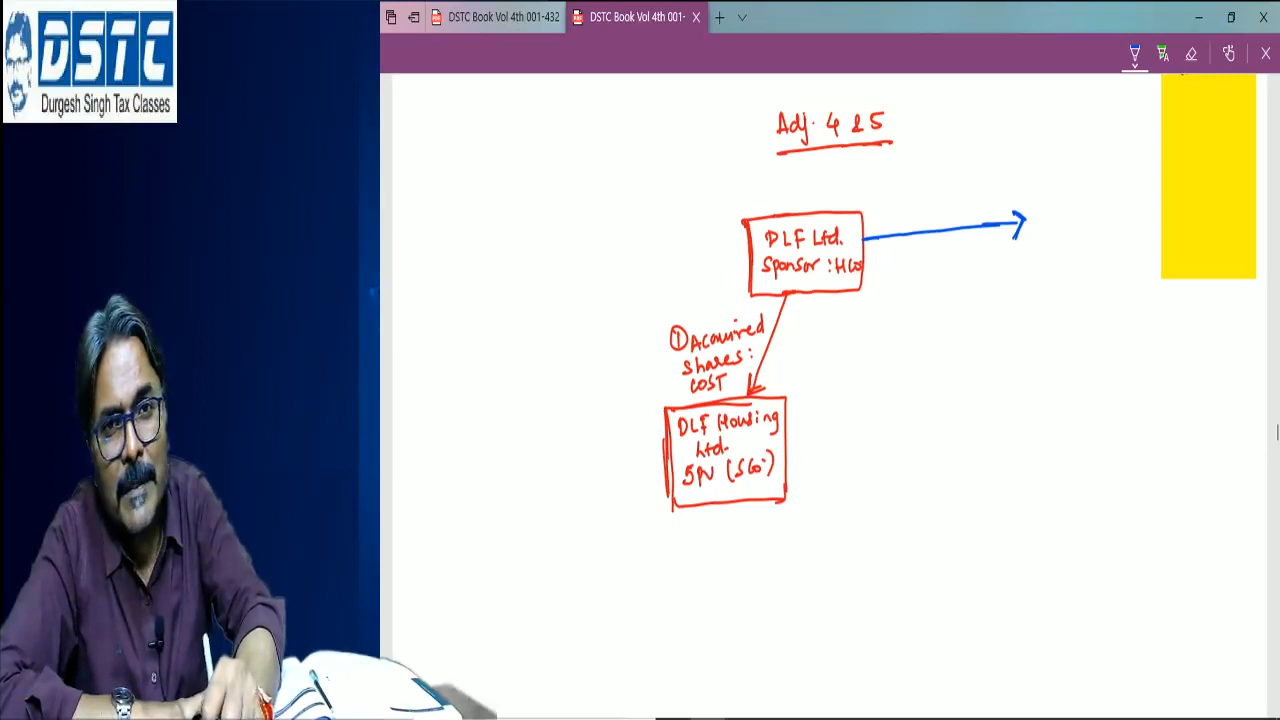 DSTC
Durgesh Singh Tax Classes
DSTC Book Vol 4th 001-432
DSTC Book Vol 4th 001-
Adj. 4 & 5
DLF Ltd.
Sponsor : HCo
① Acquired
shares :
COST
DLF Housing
Ltd.
SPV (SCo.)